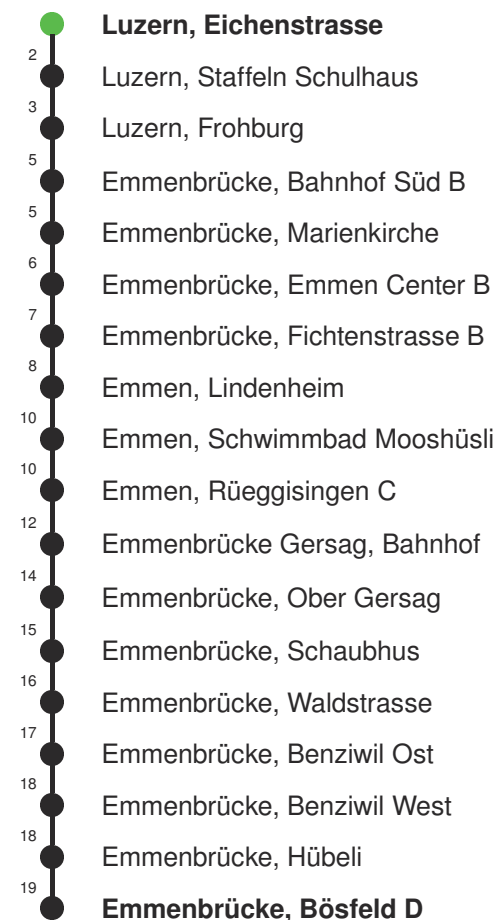 Luzern, Eichenstrasse
2
Luzern, Staffeln Schulhaus
3
Luzern, Frohburg
5
Emmenbrücke, Bahnhof Süd B
5
Emmenbrücke, Marienkirche
6
Emmenbrücke, Emmen Center B
7
Emmenbrücke, Fichtenstrasse B
8
Emmen, Lindenheim
10
Emmen, Schwimmbad Mooshüsli
10
Emmen, Rüeggisingen C
12
Emmenbrücke Gersag, Bahnhof
14
Emmenbrücke, Ober Gersag
15
Emmenbrücke, Schaubhus
16
Emmenbrücke, Waldstrasse
17
Emmenbrücke, Benziwil Ost
18
Emmenbrücke, Benziwil West
18
Emmenbrücke, Hübeli
19
Emmenbrücke, Bösfeld D